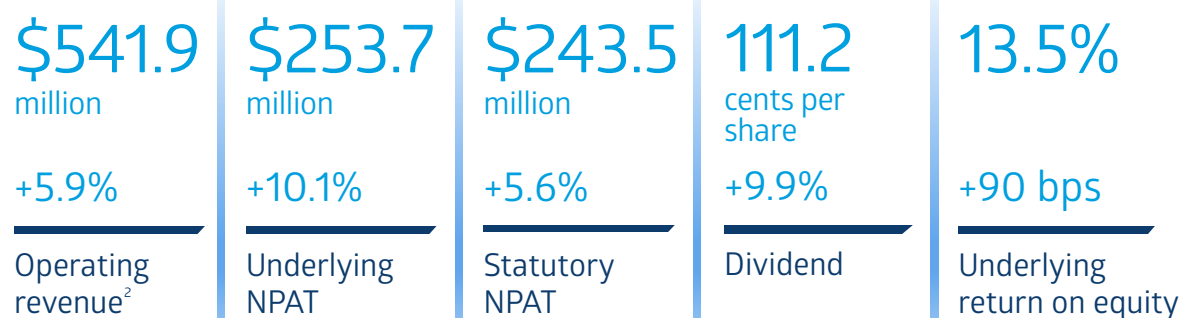 $541.9
million
+5.9%
Operating
revenue²
$253.7
million
+10.1%
Underlying
NPAT
$243.5
million
+5.6%
Statutory
NPAT
111.2
cents per
share
+9.9%
Dividend
13.5%
+90 bps
Underlying
return on equity